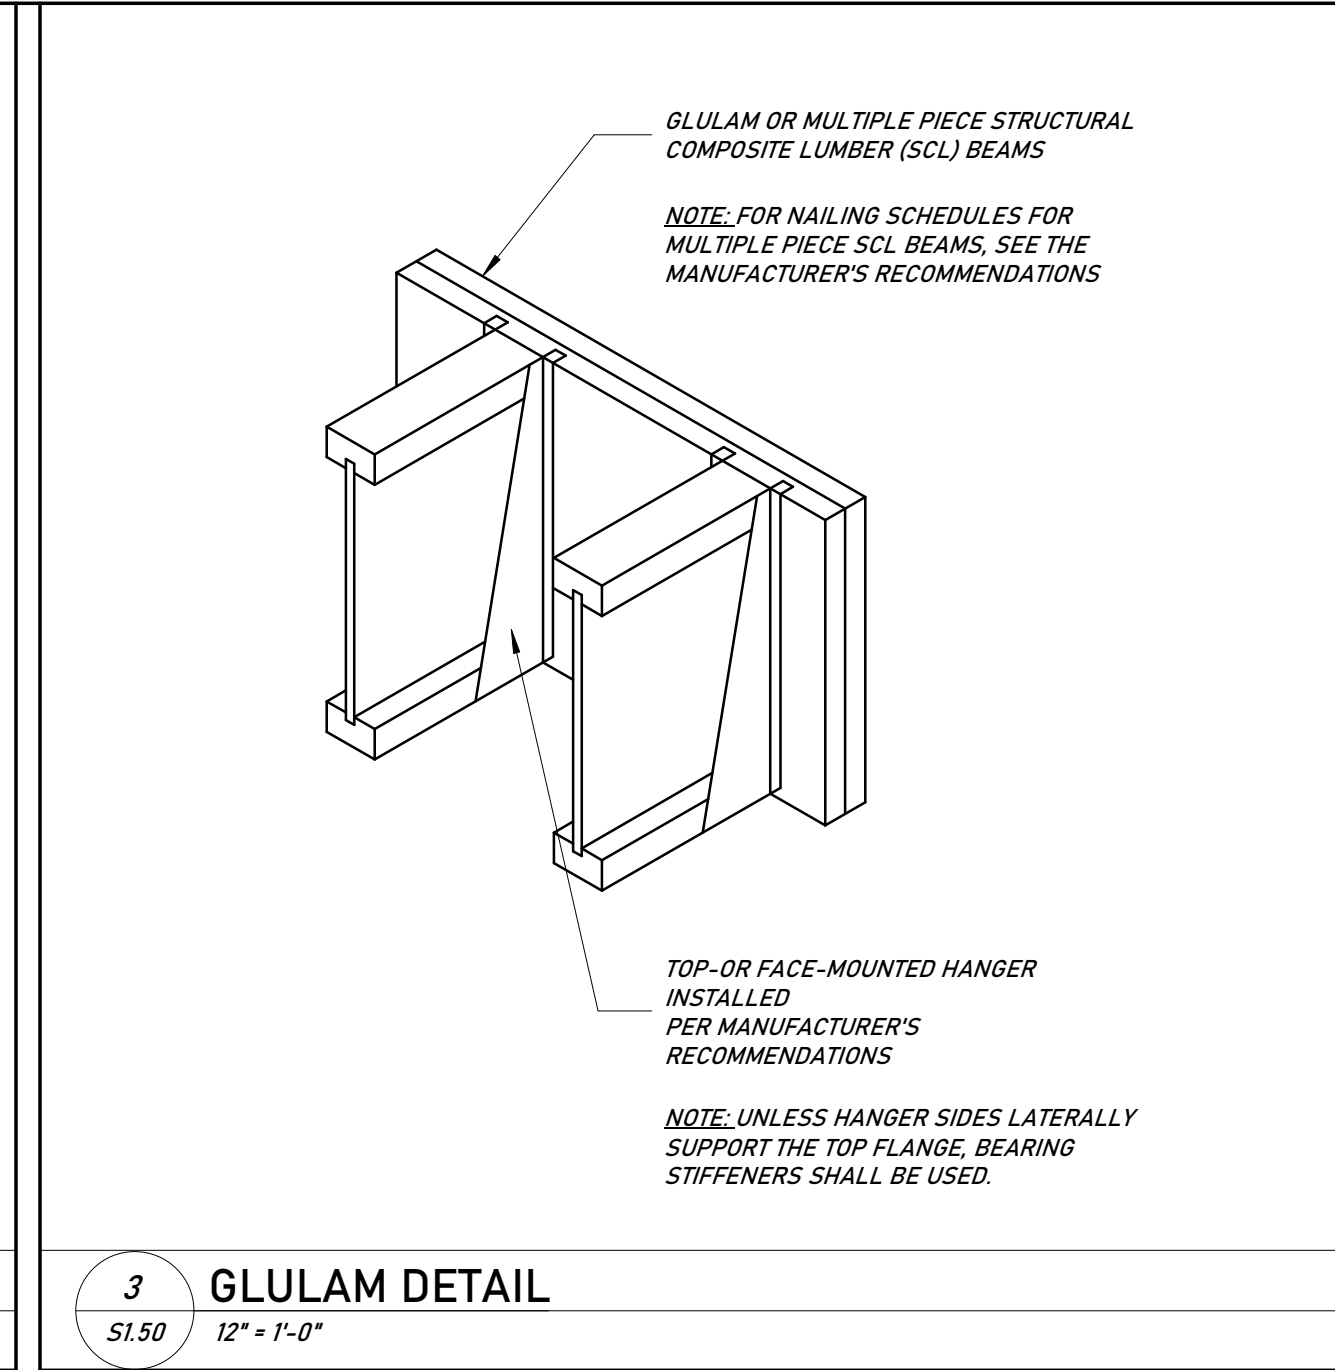 GLULAM OR MULTIPLE PIECE STRUCTURAL
COMPOSITE LUMBER (SCL) BEAMS
NOTE: FOR NAILING SCHEDULES FOR
MULTIPLE PIECE SCL BEAMS, SEE THE
MANUFACTURER'S RECOMMENDATIONS
TOP-OR FACE-MOUNTED HANGER
INSTALLED
PER MANUFACTURER'S
RECOMMENDATIONS
NOTE: UNLESS HANGER SIDES LATERALLY
SUPPORT THE TOP FLANGE, BEARING
STIFFENERS SHALL BE USED.
3
GLULAM DETAIL
S1.50
12" = 1'-0"